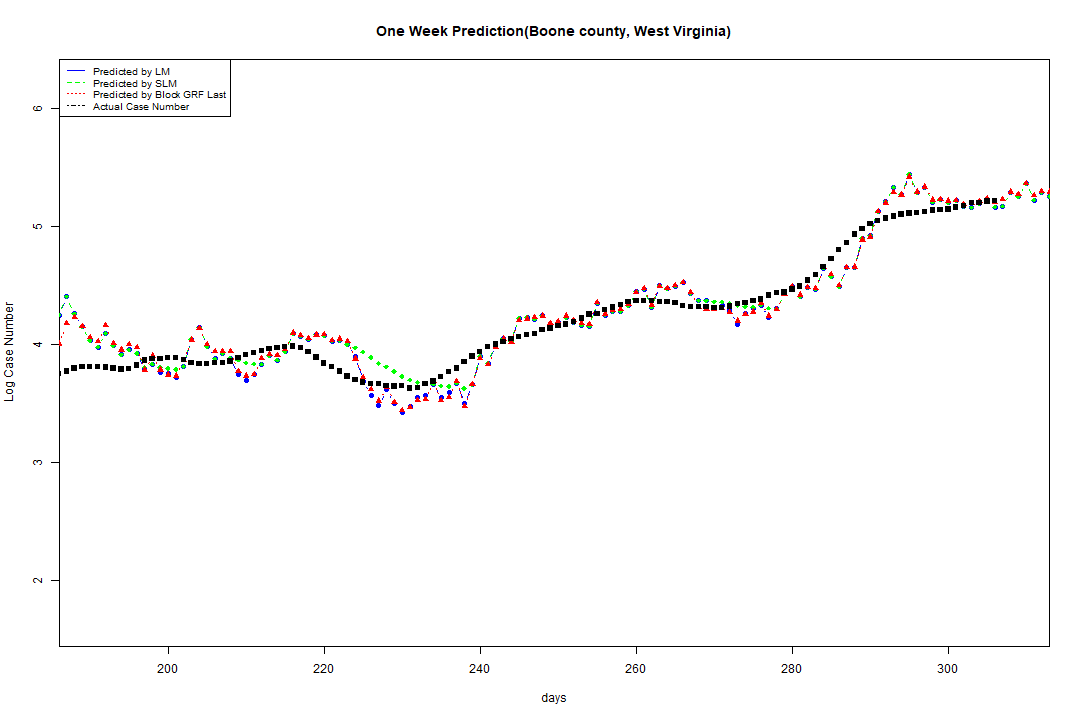 One Week Prediction(Boone county, West Virginia)
Predicted by LM
Predicted by SLM
Predicted by Block GRF Last
Actual Case Number
6
5
4
3
2
Log Case Number
200 220 240 260 280 300
days